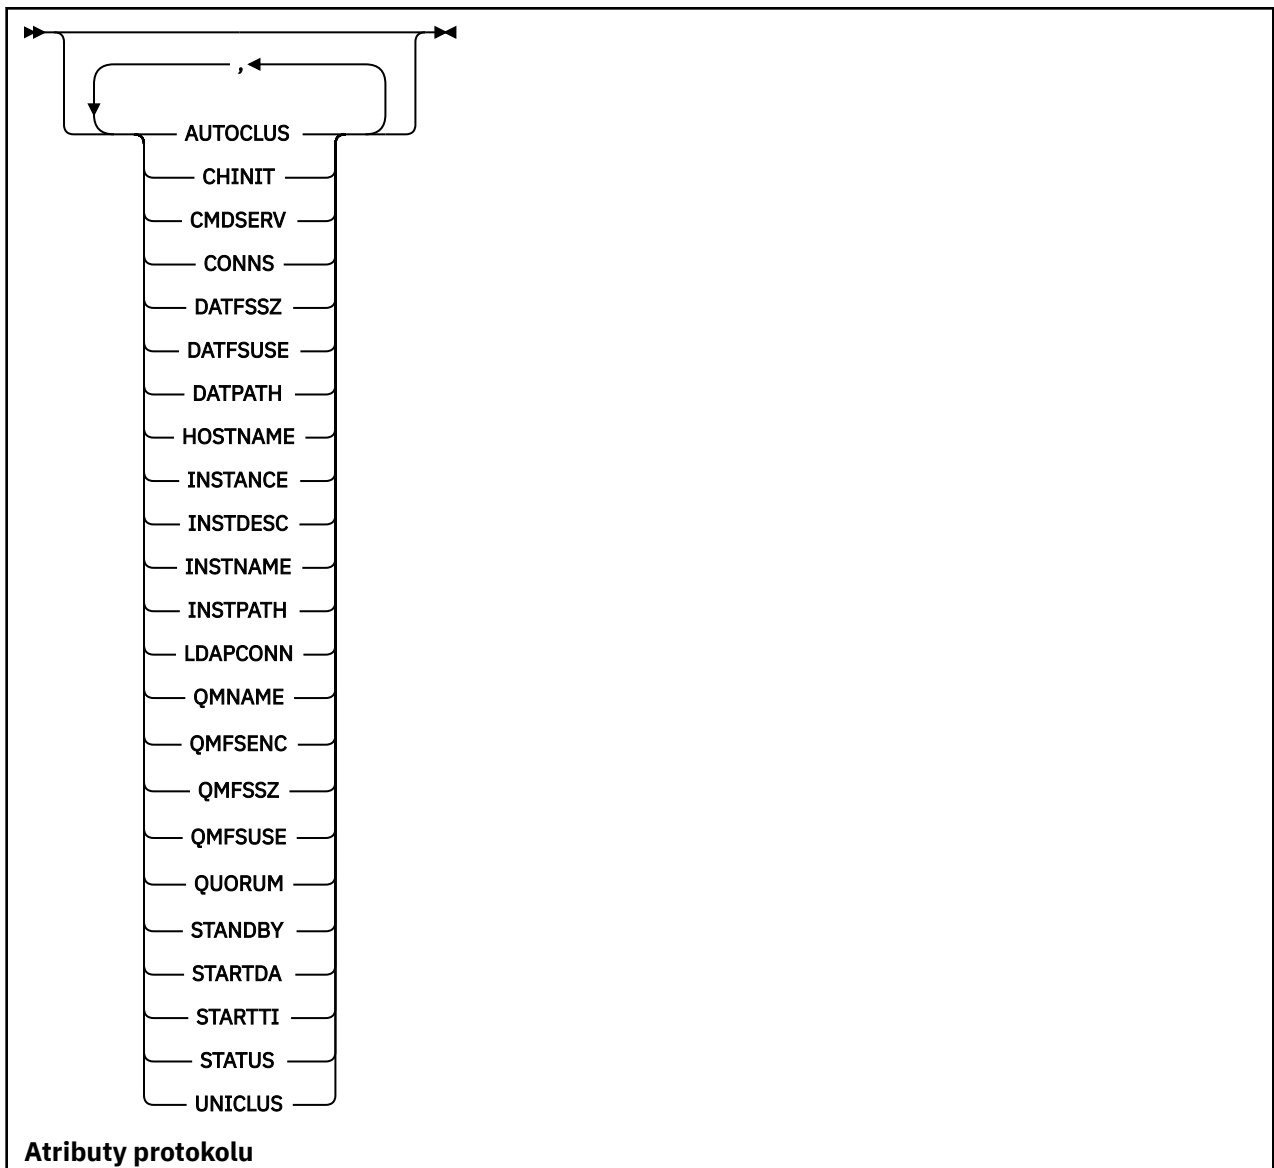 ,
AUTOCLUS
CHINIT
CMDSERV
CONNS
DATFSSZ
DATFSUSE
DATPATH
HOSTNAME
INSTANCE
INSTDESC
INSTNAME
INSTPATH
LDAPCONN
QMNAME
QMFSENC
QMFSSZ
QMFSUSE
QUORUM
STANDBY
STARTDA
STARTTI
STATUS
UNICLUS
Atributy protokolu